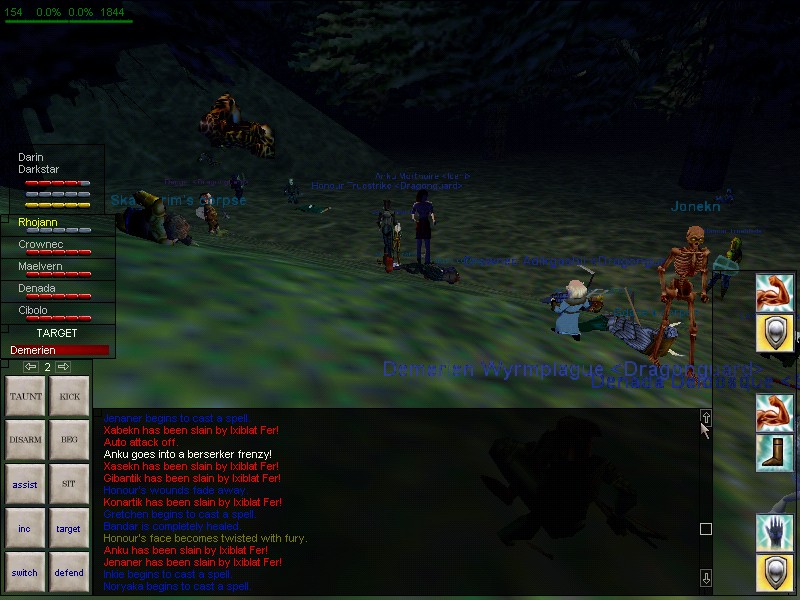 154 0.0% 0.0% 1844
Darin
Darkstar
Rhojann
Crownec
Maelvern
Denada
Cibolo
TARGET
Demerien
2
TAUNT KICK
DISARM BEG
assist SIT
inc target
switch defend
Honour Truestrike <Dragonguard>
Corpse
Janekn
Demerien Wyrmplague <Dragonguard>
Jenaner begins to cast a spell.
Xabekn has been slain by Ixiblat Fer!
Auto attack off.
Anku goes into a berserker frenzy!
Xasekn has been slain by Ixiblat Fer!
Gibantik has been slain by Ixiblat Fer!
Honour's wounds fade away.
Konartik has been slain by Ixiblat Fer!
Gretchen begins to cast a spell.
Bandar is completely healed.
Honour's face becomes twisted with fury.
Anku has been slain by Ixiblat Fer!
Jenaner has been slain by Ixiblat Fer!
Inkie begins to cast a spell.
Noryaka begins to cast a spell.